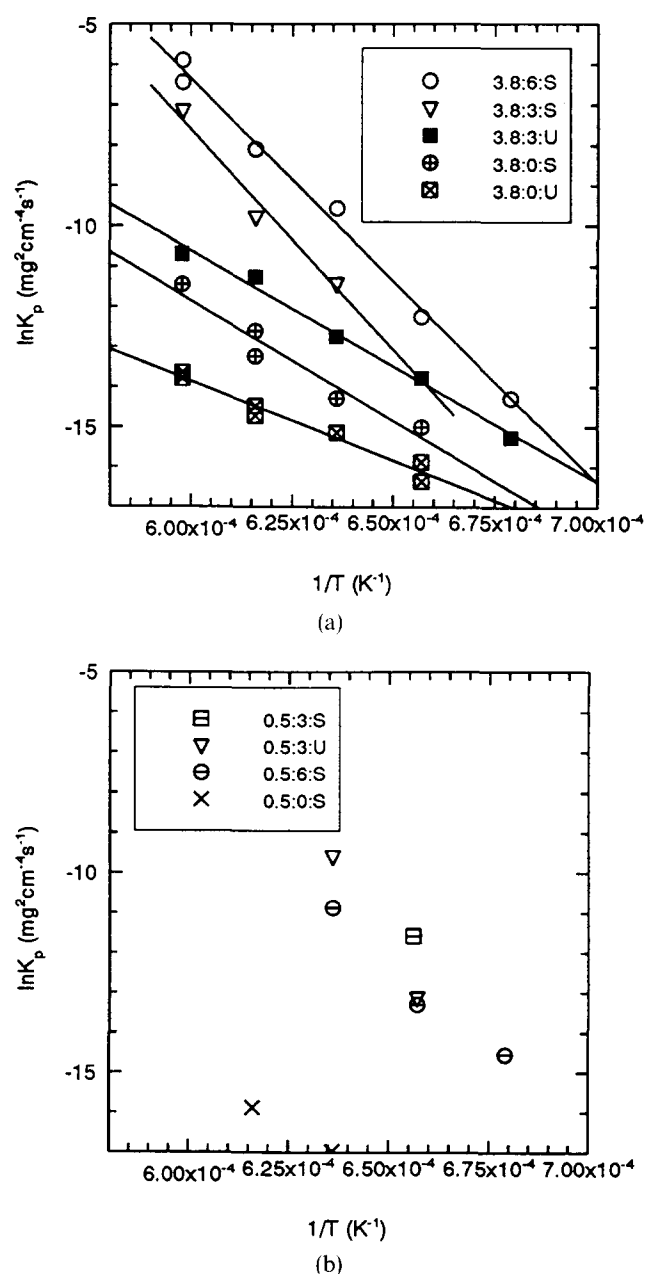 -5
-10
-15
lnKp (mg²cm⁻⁴s⁻¹)
3.8:6:S
3.8:3:S
3.8:3:U
3.8:0:S
3.8:0:U
6.00x10⁻⁴ 6.25x10⁻⁴ 6.50x10⁻⁴ 6.75x10⁻⁴ 7.00x10⁻⁴
1/T (K⁻¹)
(a)
-5
-10
-15
lnKp (mg²cm⁻⁴s⁻¹)
0.5:3:S
0.5:3:U
0.5:6:S
0.5:0:S
6.00x10⁻⁴ 6.25x10⁻⁴ 6.50x10⁻⁴ 6.75x10⁻⁴ 7.00x10⁻⁴
1/T (K⁻¹)
(b)